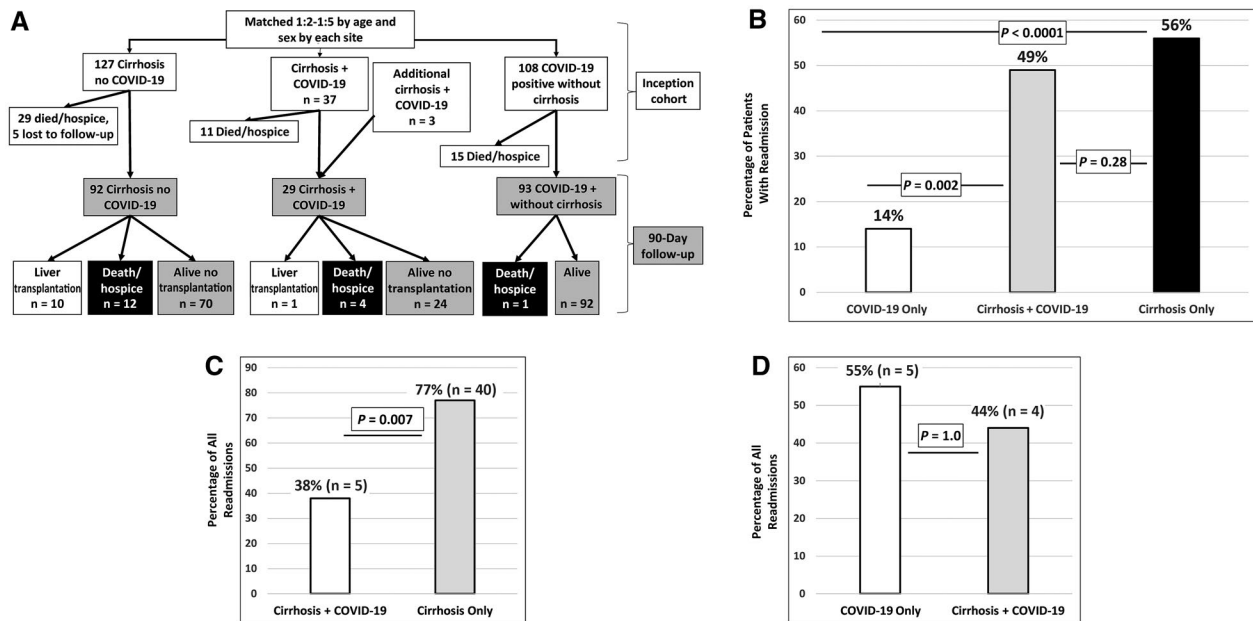 A
Matched 1:2-1:5 by age and
sex by each site
127 Cirrhosis
no COVID-19
Cirrhosis +
COVID-19
n = 37
Additional
cirrhosis +
COVID-19
n = 3
108 COVID-19
positive without
cirrhosis
Inception
cohort
29 died/hospice,
5 lost to follow-up
11 Died/hospice
15 Died/hospice
92 Cirrhosis no
COVID-19
29 Cirrhosis +
COVID-19
93 COVID-19 +
without cirrhosis
90-Day
follow-up
Liver
transplantation
n = 10
Death/
hospice
n = 12
Alive no
transplantation
n = 70
Liver
transplantation
n = 1
Death/
hospice
n = 4
Alive no
transplantation
n = 24
Death/
hospice
n = 1
Alive
n = 92
B
Percentage of Patients
With Readmission
60
50
40
30
20
10
0
P < 0.0001
56%
49%
P = 0.28
P = 0.002
14%
COVID-19 Only
Cirrhosis + COVID-19
Cirrhosis Only
C
Percentage of All
Readmissions
90
80
70
60
50
40
30
20
10
0
77% (n = 40)
P = 0.007
38% (n = 5)
Cirrhosis + COVID-19
Cirrhosis Only
D
Percentage of All
Readmissions
60
50
40
30
20
10
0
55% (n = 5)
44% (n = 4)
P = 1.0
COVID-19 Only
Cirrhosis + COVID-19